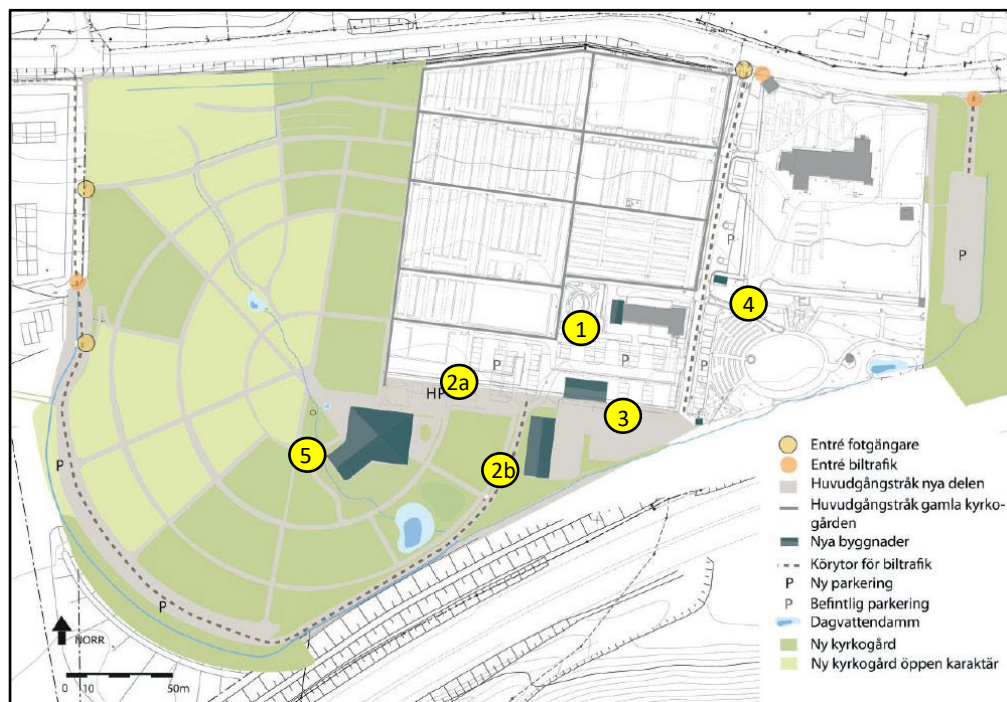 P
1
4
P
P
P
2a
HP
P
3
5
2b
P
P
NORR
0 10 50m
Entré fotgängare
Entré biltrafik
Huvudgångstråk nya delen
Huvudgångstråk gamla kyrko-
gården
Nya byggnader
Körytor för biltrafik
P Ny parkering
P Befintlig parkering
Dagvattendamm
Ny kyrkogård
Ny kyrkogård öppen karaktär